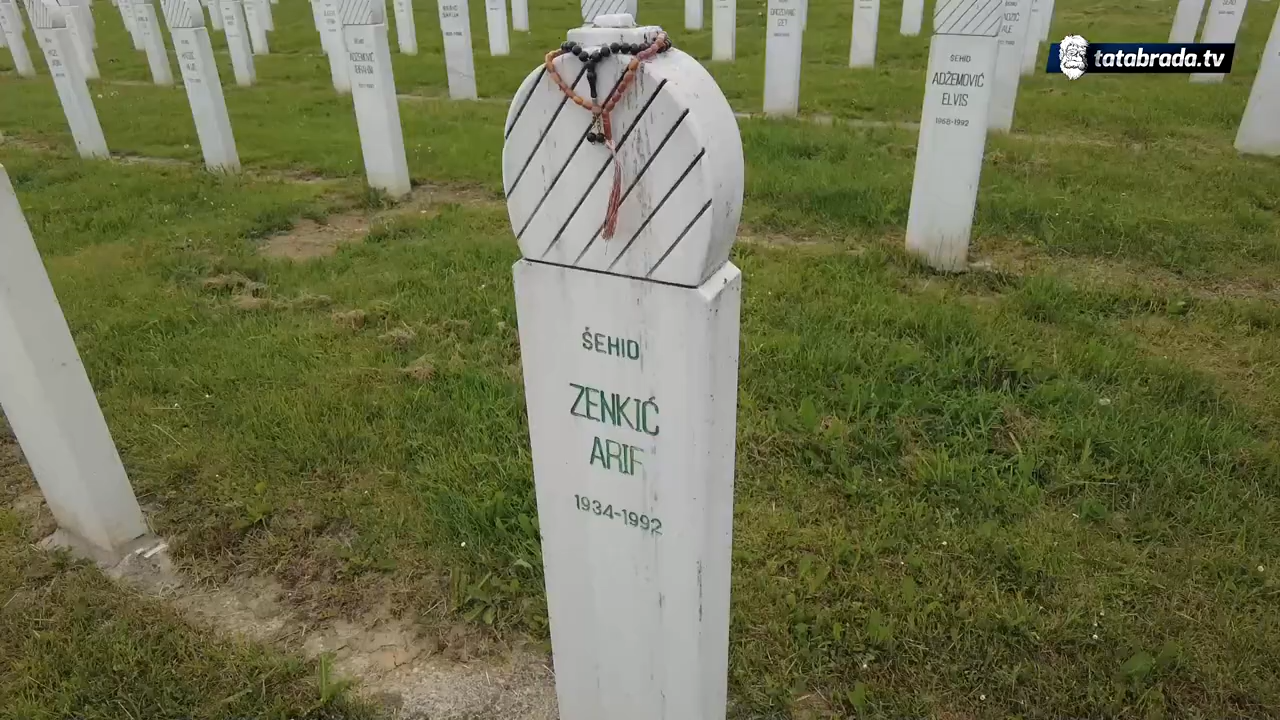 tatabrada.tv
ŠEHID
ADŽEMOVIĆ
ELVIS
1968-1992
ŠEHID
ZENKIĆ
ARIF
1934-1992